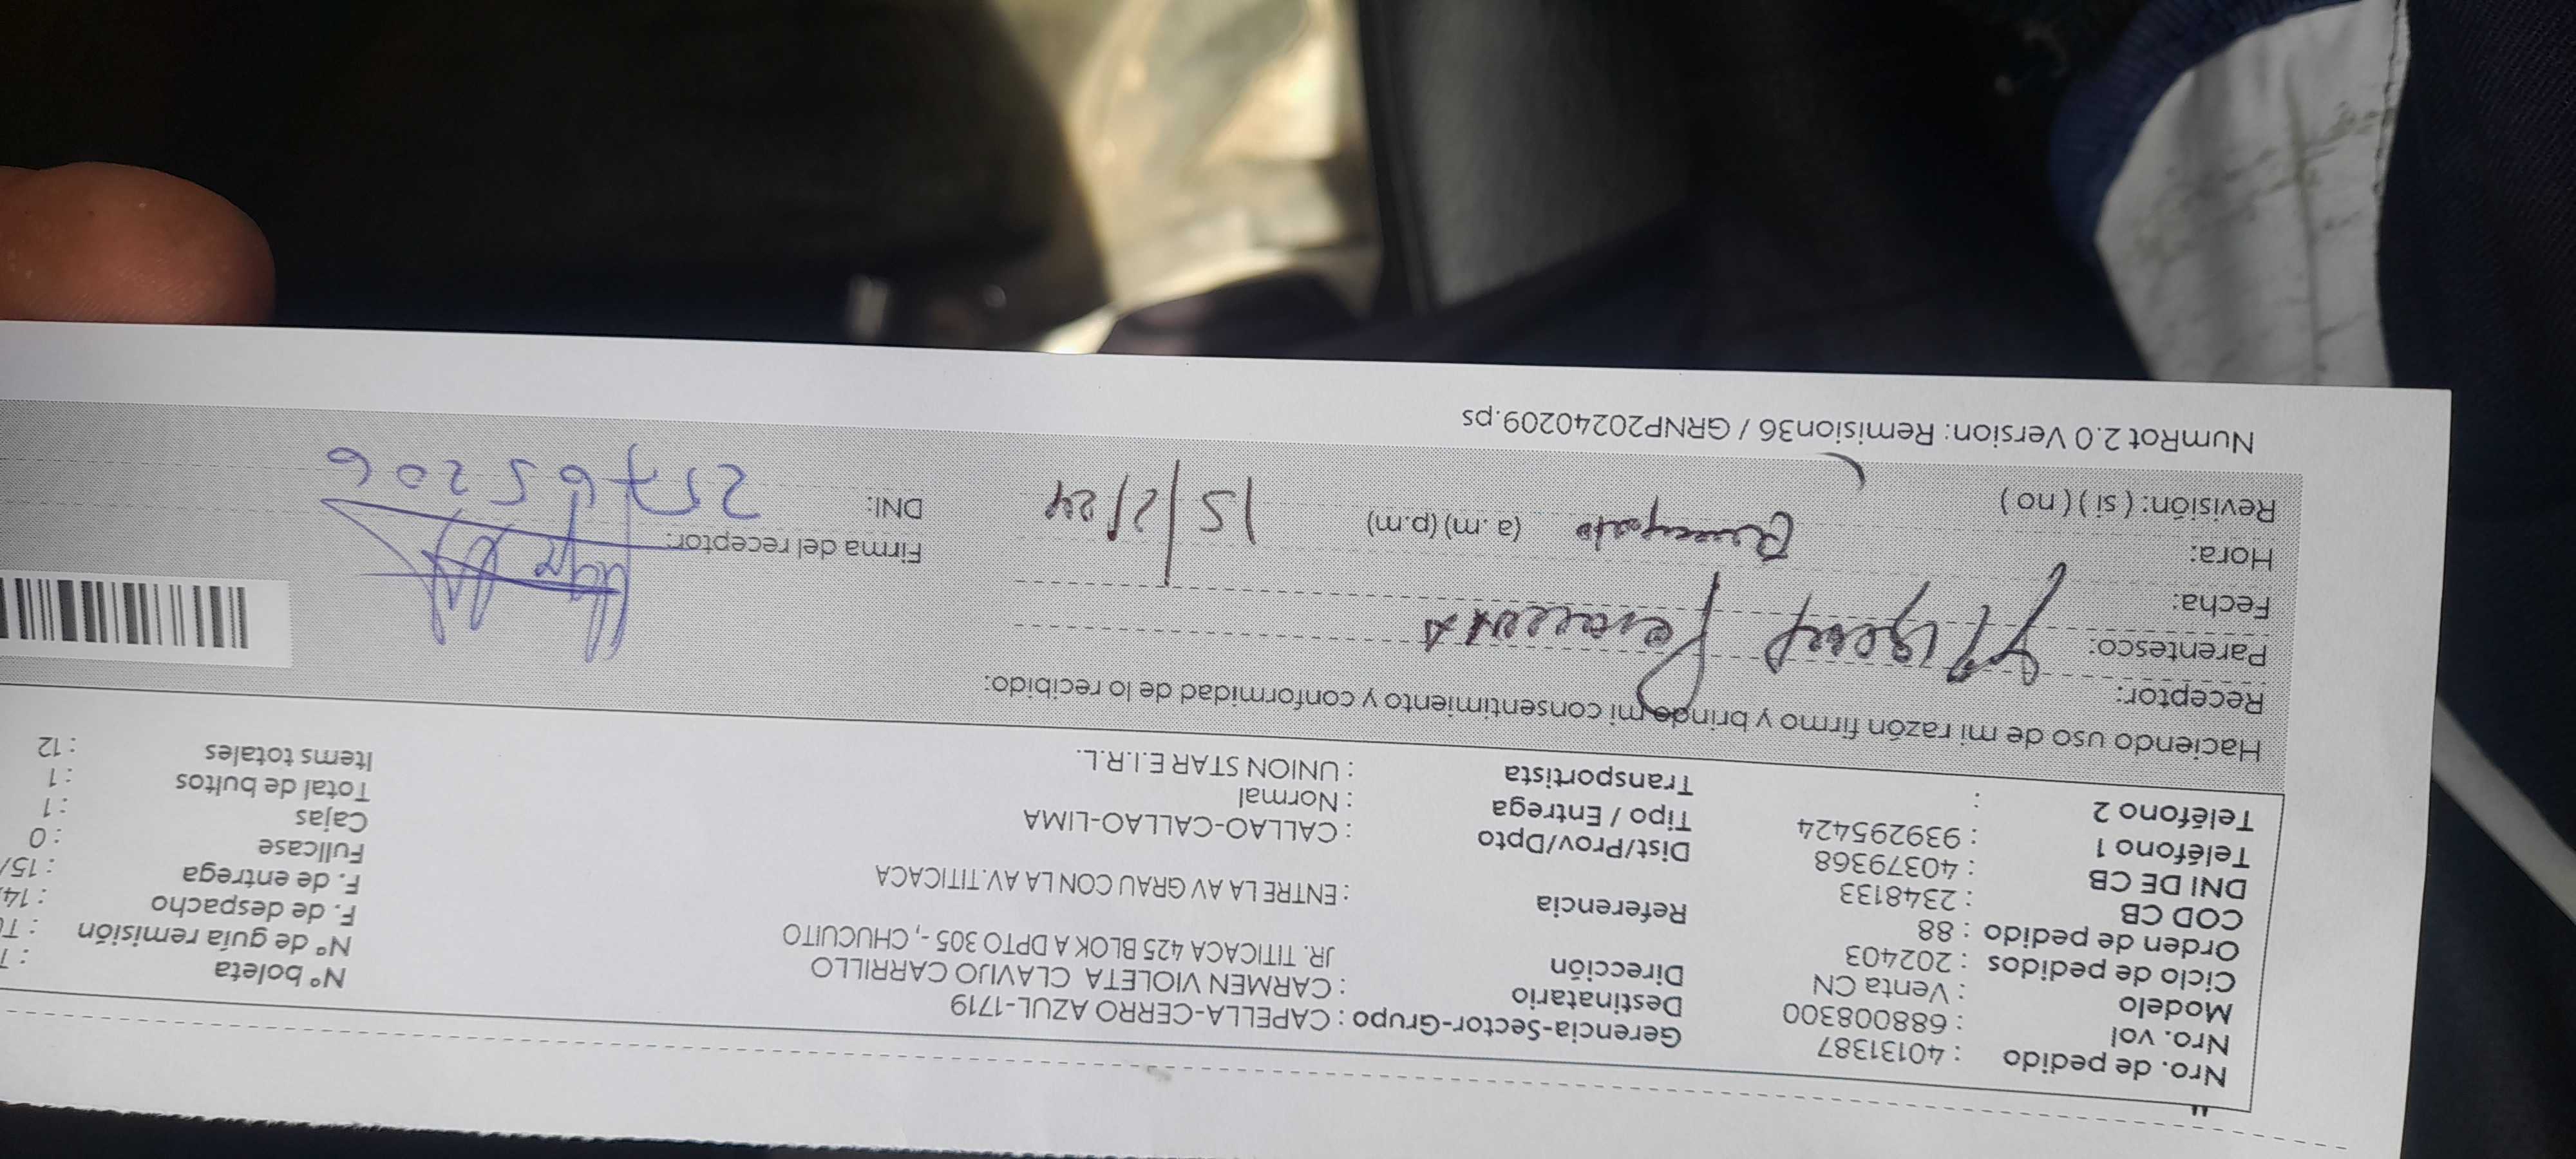 Nro. de pedido : 40131387
Nro. vol : 688008300
Modelo : Venta CN
Ciclo de pedidos : 202403
Orden de pedido : 88
COD CB : 2348133
DNI DE CB : 40379368
Teléfono 1 : 939295424
Teléfono 2 :
Gerencia-Sector-Grupo : CAPELLA-CERRO AZUL-1719
Destinatario : CARMEN VIOLETA CLAVIJO CARRILLO
Dirección JR. TITICACA 425 BLOK A DPTO 305 -, CHUCUITO
Referencia : ENTRE LA AV GRAU CON LA AV.TITICACA
Dist/Prov/Dpto : CALLAO-CALLAO-LIMA
Tipo / Entrega : Normal
Transportista : UNION STAR E.I.R.L.
Nº boleta : T
Nº de guía remisión : T
F. de despacho : 14
F. de entrega : 15/
Fullcase : 0
Cajas : 1
Total de bultos : 1
Items totales : 12
Haciendo uso de mi razón firmo y brindo mi consentimiento y conformidad de lo recibido:
Receptor:
Parentesco:
Fecha: 15/2/24
Hora: (a.m) (p.m)
Revisión: ( si ) ( no )
Firma del receptor:
DNI: 25765206
NumRot 2.0 Version: Remision36 / GRNP20240209.ps